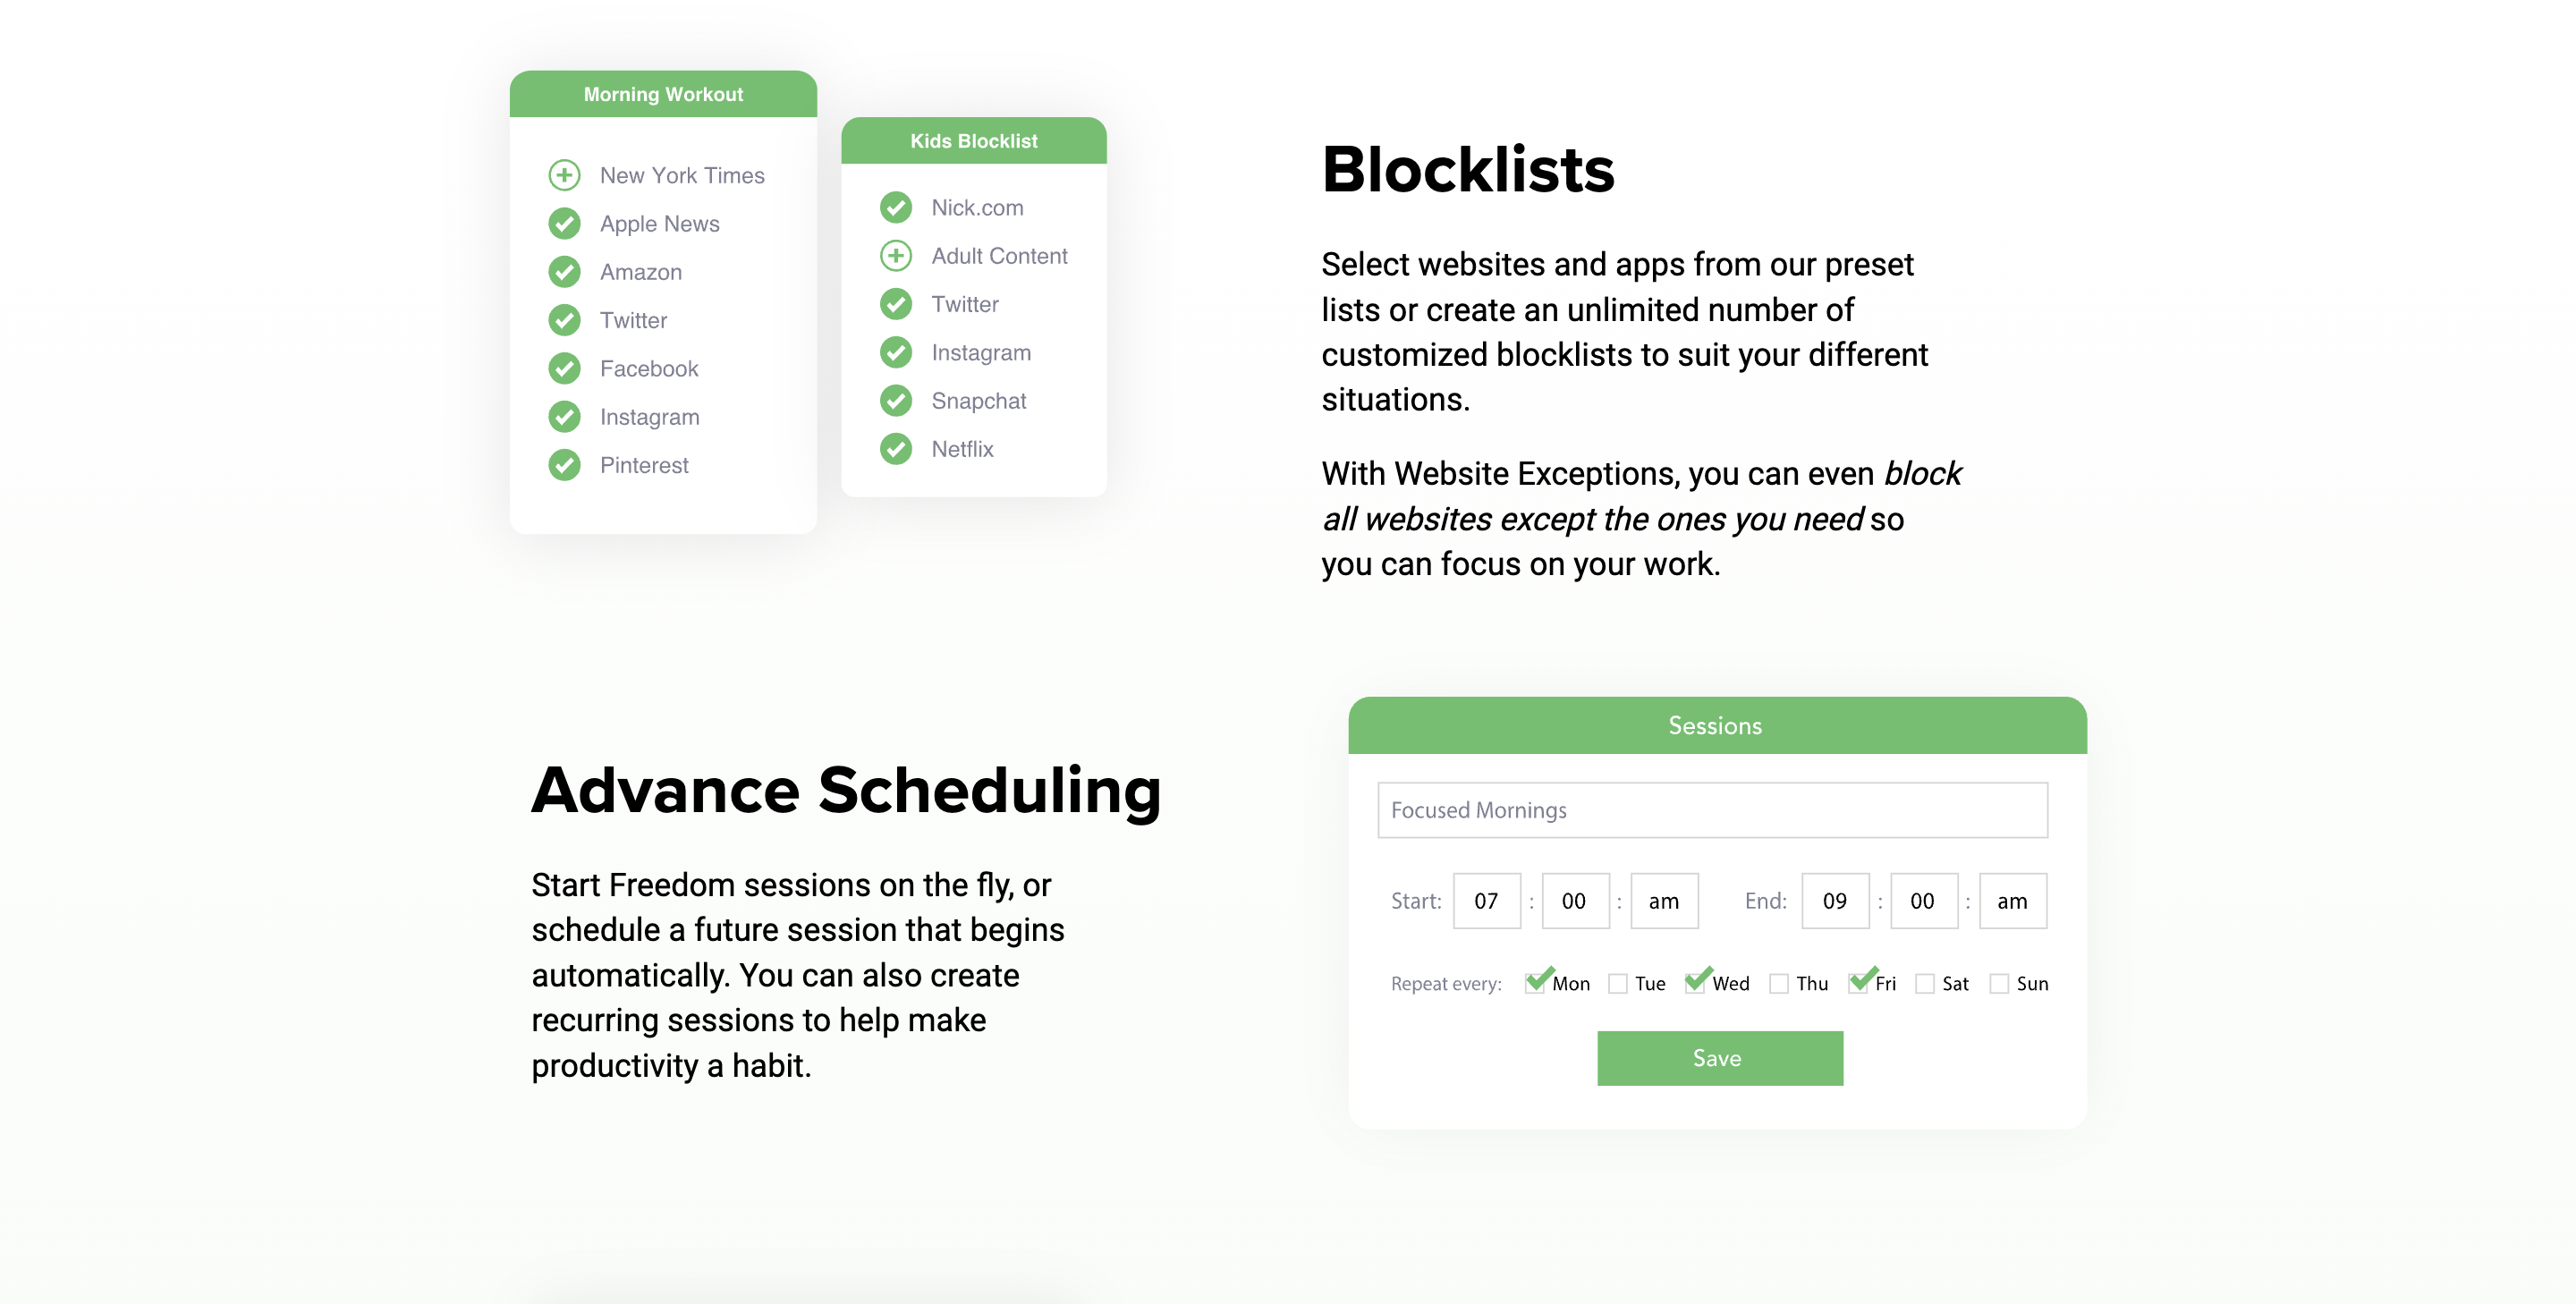 Morning Workout
New York Times
Apple News
Amazon
Twitter
Facebook
Instagram
Pinterest
Kids Blocklist
Nick.com
Adult Content
Twitter
Instagram
Snapchat
Netflix
Blocklists
Select websites and apps from our preset
lists or create an unlimited number of
customized blocklists to suit your different
situations.
With Website Exceptions, you can even block
all websites except the ones you need so
you can focus on your work.
Advance Scheduling
Start Freedom sessions on the fly, or
schedule a future session that begins
automatically. You can also create
recurring sessions to help make
productivity a habit.
Sessions
Focused Mornings
Start: 07 : 00 : am End: 09 : 00 : am
Repeat every: Mon Tue Wed Thu Fri Sat Sun
Save